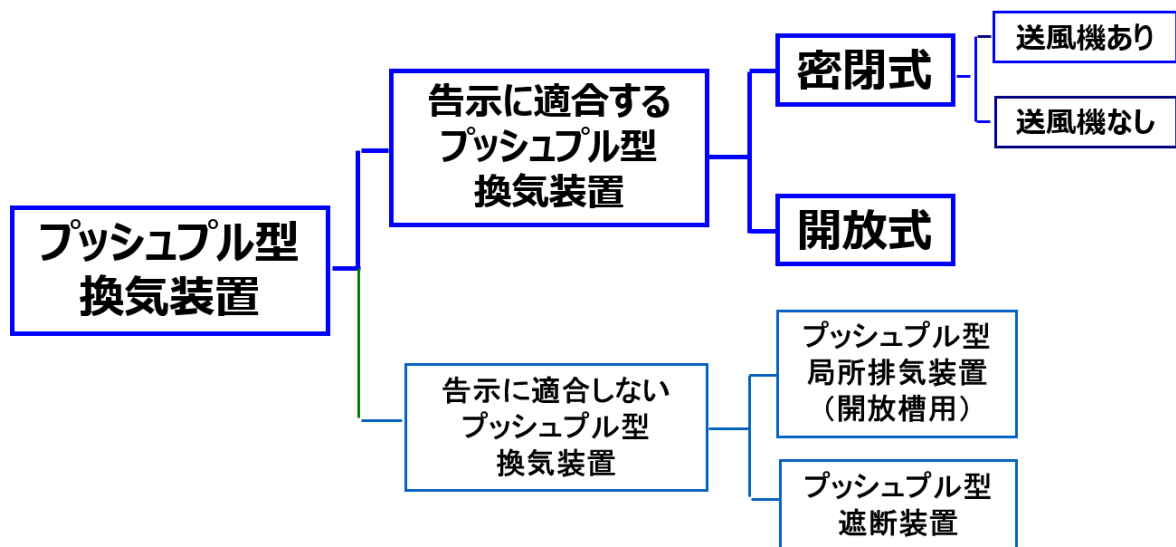 プッシュプル型
換気装置
告示に適合する
プッシュプル型
換気装置
密閉式
送風機あり
送風機なし
開放式
告示に適合しない
プッシュプル型
換気装置
プッシュプル型
局所排気装置
（開放槽用）
プッシュプル型
遮断装置